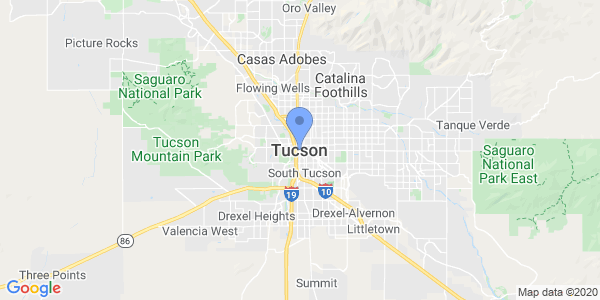 Oro Valley
Picture Rocks
Casas Adobes
Saguaro
National Park
Flowing Wells
Catalina
Foothills
Tanque Verde
Tucson
Mountain Park
Tucson
Saguaro
National
Park East
South Tucson
19
10
Drexel Heights
Drexel-Alvernon
Valencia West
Littletown
86
Three Points
Summit
Google
Map data ©2020